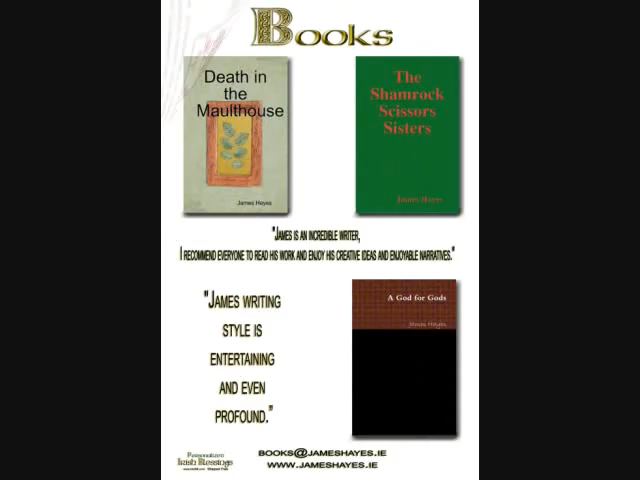 Books
Death in
the
Maulthouse
James Hayes
The
Shamrock
Scissors
Sisters
James Hayes
"James is an incredible writer,
I recommend everyone to read his work and enjoy his creative ideas and enjoyable narratives."
"James writing
style is
entertaining
and even
profound."
A God for Gods
Hayes
Irish Blessings
books@jameshayes.ie
www.jameshayes.ie